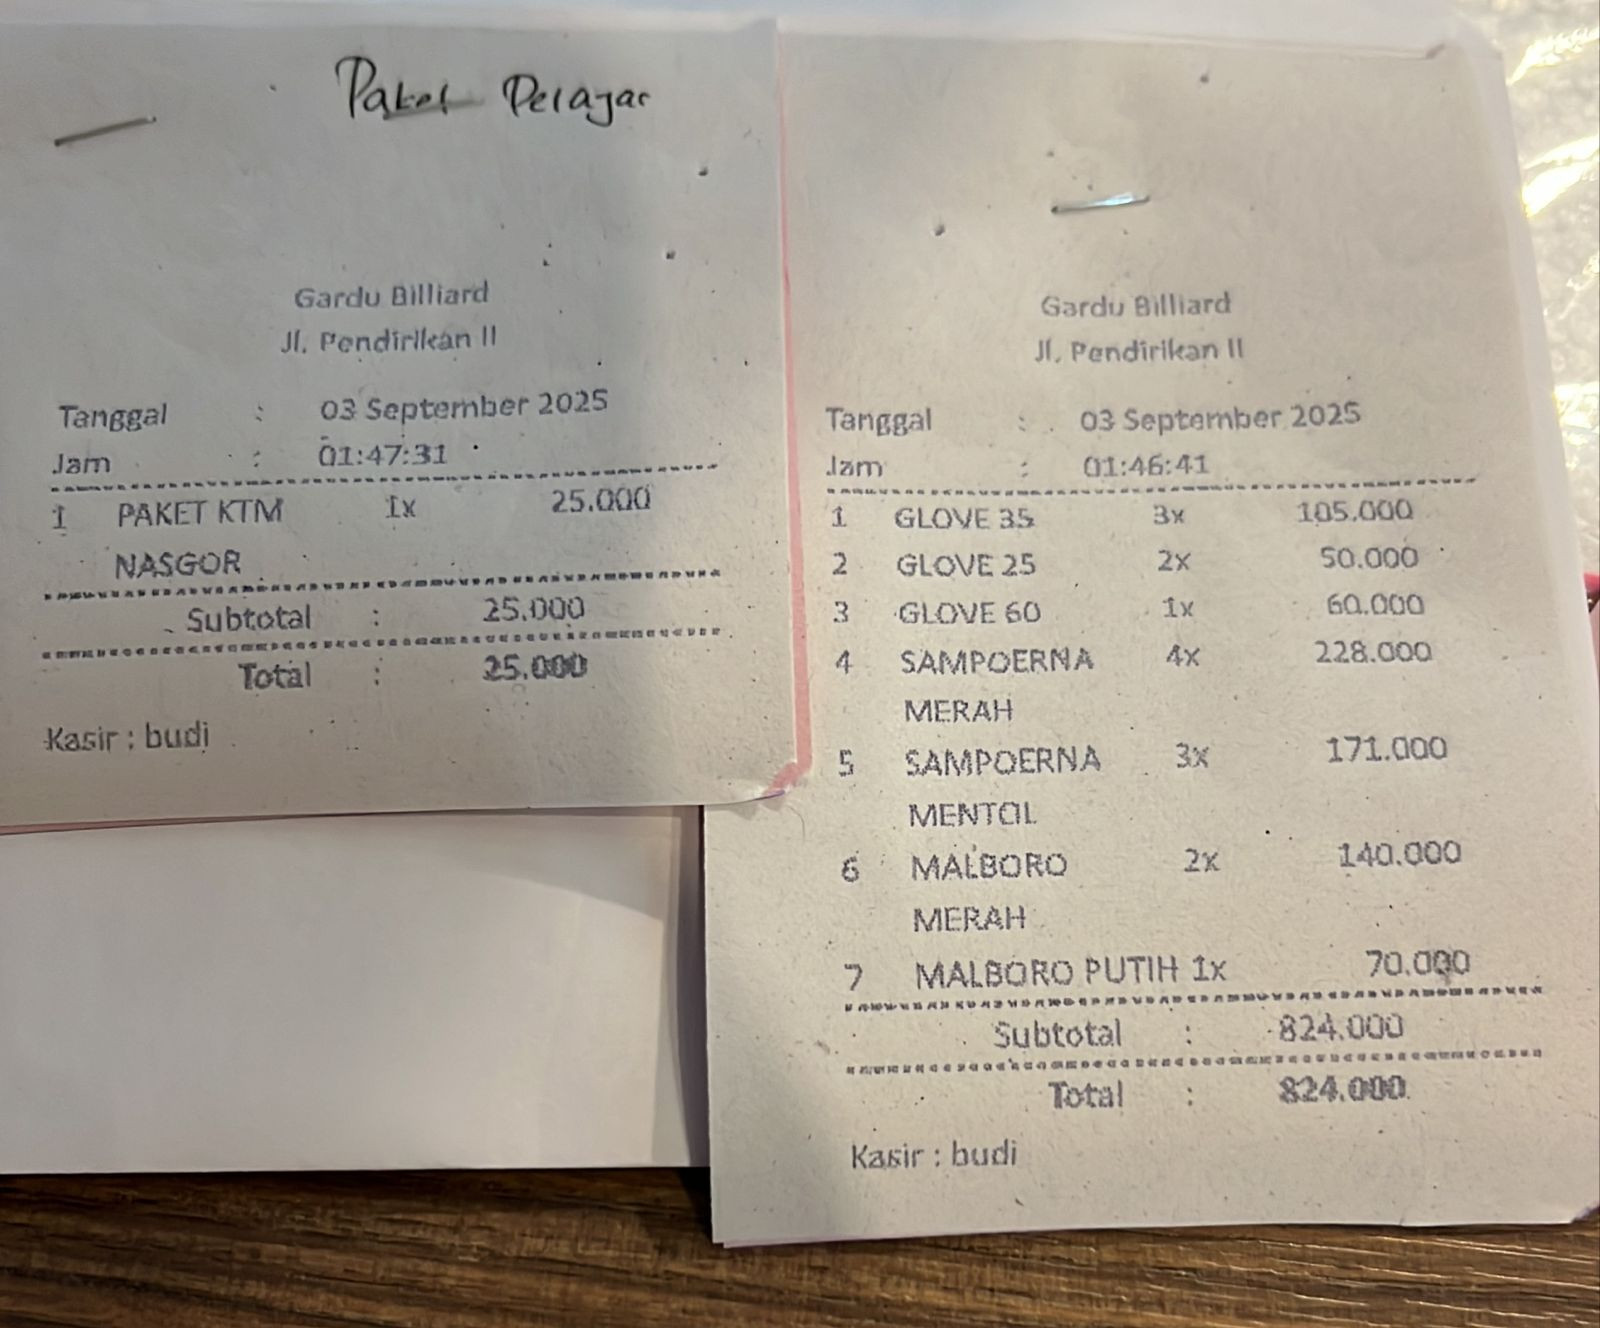 Paket Pelajar
Gardu Billiard
Jl. Pendirikan II
Tanggal : 03 September 2025
Jam : 01:47:31
1 PAKET KTM 1x 25.000
NASGOR
Subtotal : 25.000
Total : 25.000
Kasir : budi
Gardu Billiard
Jl. Pendirikan II
Tanggal : 03 September 2025
Jam : 01:46:41
1 GLOVE 35 3x 105.000
2 GLOVE 25 2x 50.000
3 GLOVE 60 1x 60.000
4 SAMPOERNA 4x 228.000
MERAH
5 SAMPOERNA 3x 171.000
MENTOL
6 MALBORO 2x 140.000
MERAH
7 MALBORO PUTIH 1x 70.000
Subtotal : 824.000
Total : 824.000
Kasir : budi